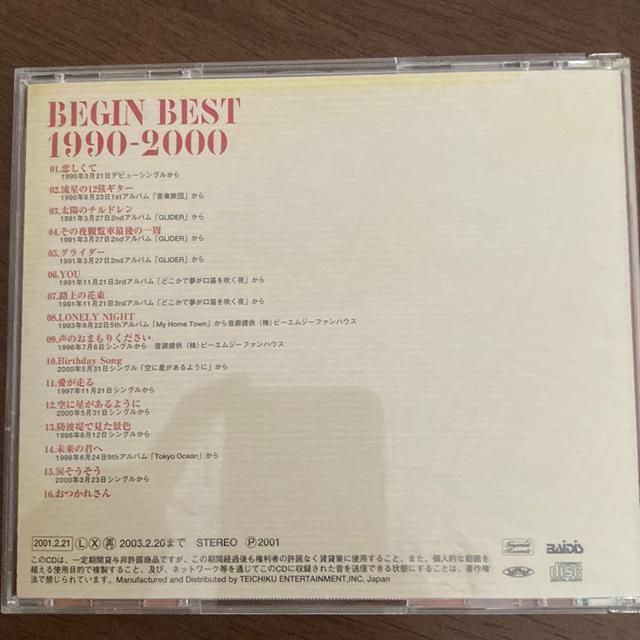 BEGIN BEST
1990-2000
01.恋しくて
1990年3月21日デビューシングルから
02.流星の12弦ギター
1990年6月23日1stアルバム「音楽旅団」から
03.太陽のチルドレン
1991年3月27日2ndアルバム「GLIDER」から
04.その夜観覧車最後の一周
1991年3月27日2ndアルバム「GLIDER」から
05.グライダー
1991年3月27日2ndアルバム「GLIDER」から
06.YOU
1991年11月21日3rdアルバム「どこかで夢が口笛を吹く夜」から
07.路上の花束
1991年11月21日3rdアルバム「どこかで夢が口笛を吹く夜」から
08.LONELY NIGHT
1993年9月22日5thアルバム「My Home Town」から音源提供（株）ビーエムジーファンハウス
09.声のおまもりください
1996年7月6日シングルから 音源提供（株）ビーエムジーファンハウス
10.Birthday Song
2000年5月31日シングル「空に星があるように」から
11.愛が走る
1997年11月21日シングルから
12.空に星があるように
2000年5月31日シングルから
13.防波堤で見た景色
1998年8月12日シングルから
14.未来の君へ
1998年6月24日9thアルバム「Tokyo Ocean」から
15.涙そうそう
2000年3月23日シングルから
16.おつかれさん
2001.2.21 L X 再 2003.2.20まで STEREO Ⓟ2001
Imperial Records BAIDIS
このCDは、一定期間貸与非許諾商品ですが、この期間経過後も権利者の許諾なく賃貸業に使用すること、また、個人的な範囲を
超える使用目的で複製すること、及び、ネットワーク等を通じてこのCDに収録された音を送信できる状態にすることは、著作権
法で禁じられています。Manufactured and Distributed by TEICHIKU ENTERTAINMENT,INC. Japan
COMPACT disc DIGITAL AUDIO